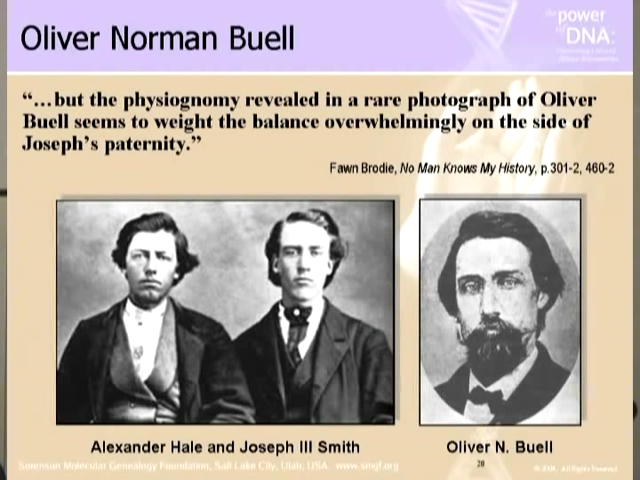 Oliver Norman Buell
the power
of DNA:
“…but the physiognomy revealed in a rare photograph of Oliver
Buell seems to weight the balance overwhelmingly on the side of
Joseph’s paternity.”
Fawn Brodie, No Man Knows My History, p.301-2, 460-2
Alexander Hale and Joseph III Smith
Oliver N. Buell
Sorenson Molecular Genealogy Foundation, Salt Lake City, Utah, USA www.smgf.org
20
All Rights Reserved